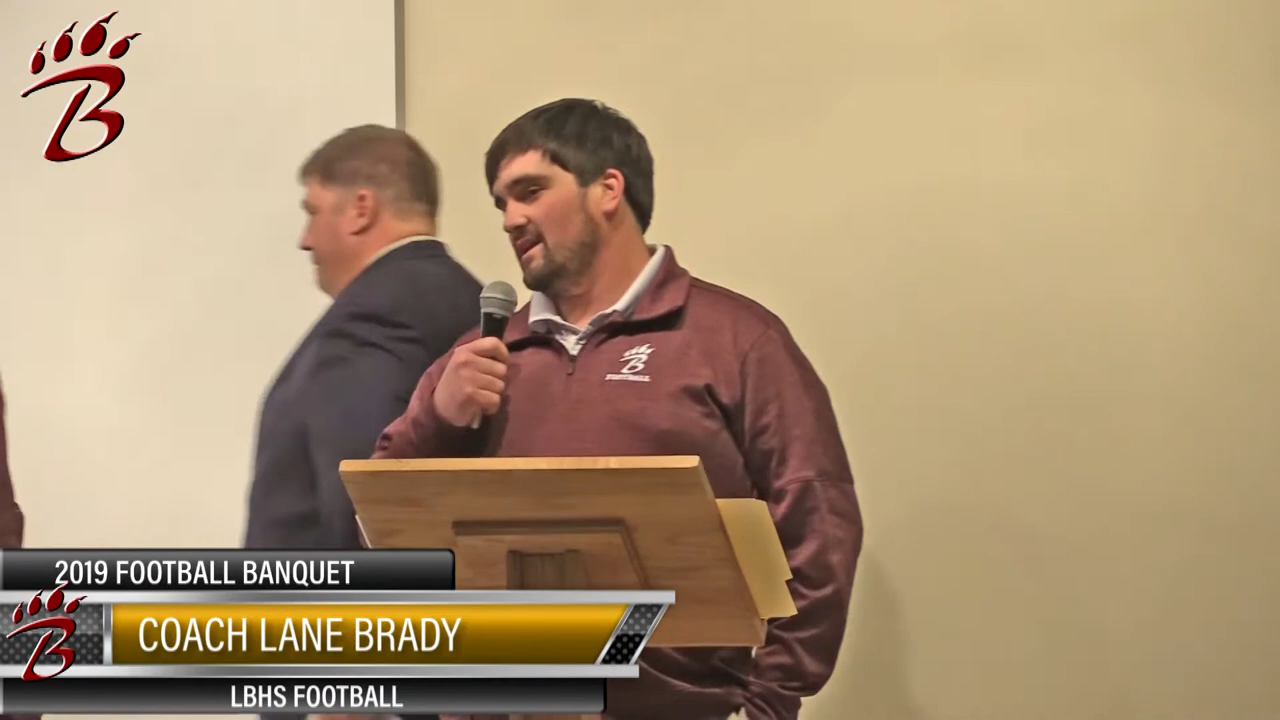 B
B
FOOTBALL
2019 FOOTBALL BANQUET
B
COACH LANE BRADY
LBHS FOOTBALL